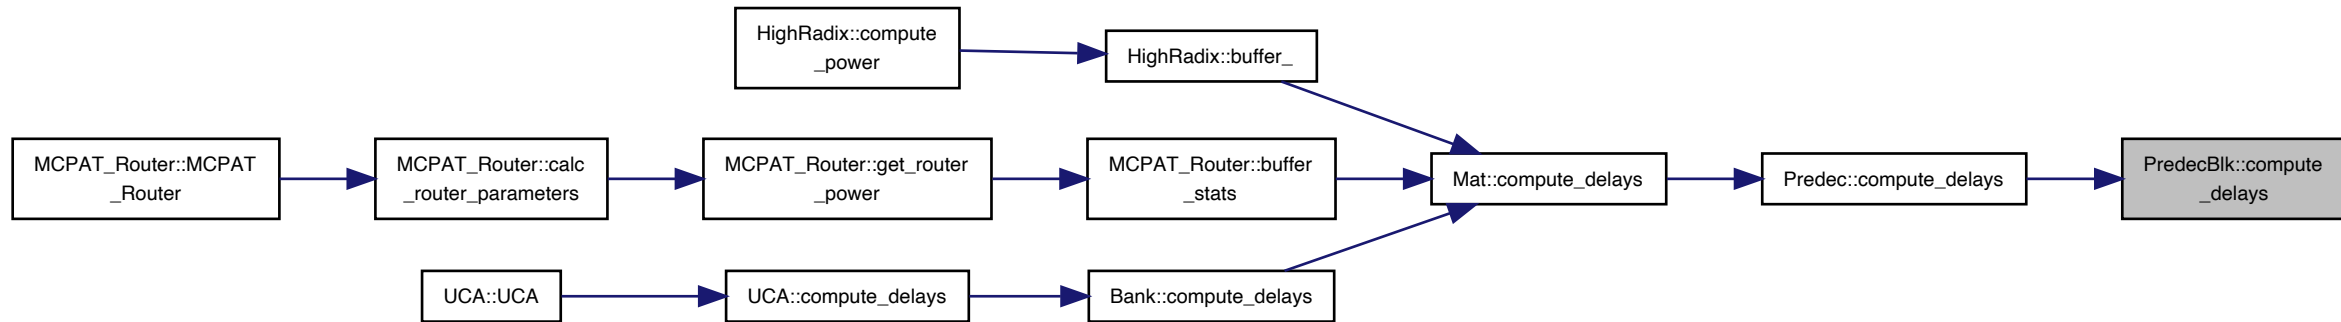 HighRadix::compute
_power
HighRadix::buffer_
MCPAT_Router::MCPAT
_Router
MCPAT_Router::calc
_router_parameters
MCPAT_Router::get_router
_power
MCPAT_Router::buffer
_stats
Mat::compute_delays
Predec::compute_delays
PredecBlk::compute
_delays
UCA::UCA
UCA::compute_delays
Bank::compute_delays